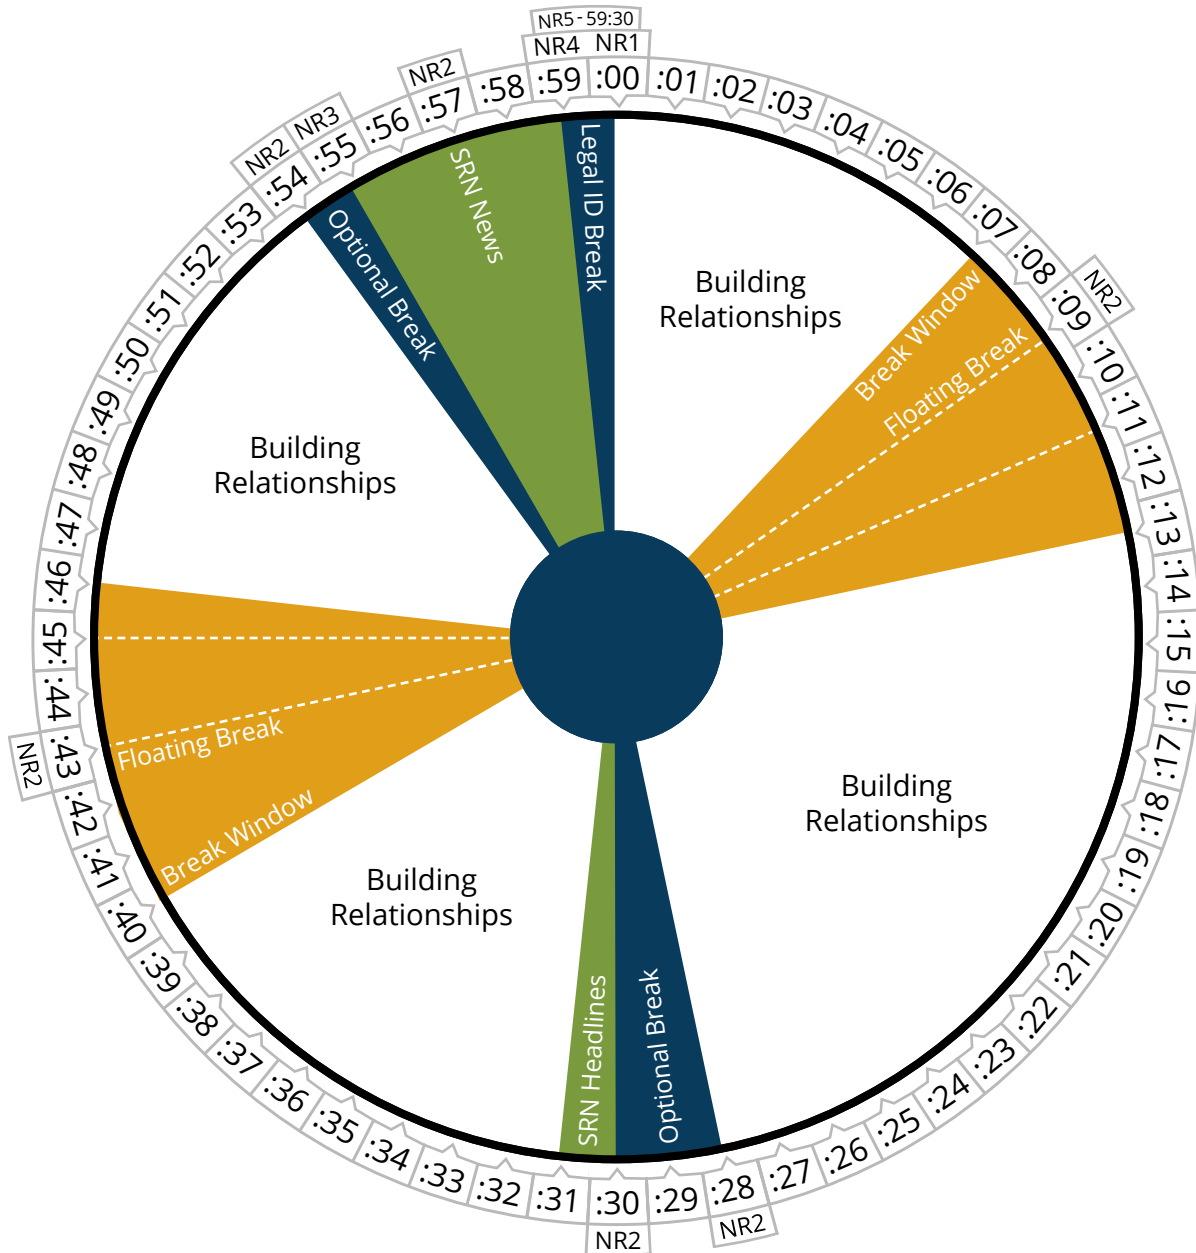 NR5 - 59:30
NR4
NR1
:00
:01
:02
:03
:04
:05
:06
:07
:08
:09
NR2
:10
:11
:12
:13
:14
:15
:16
:17
:18
:19
:20
:21
:22
:23
:24
:25
:26
:27
:28
NR2
:29
:30
NR2
:31
:32
:33
:34
:35
:36
:37
:38
:39
:40
:41
:42
:43
NR2
:44
:45
:46
:47
:48
:49
:50
:51
:52
:53
:54
NR2
:55
NR3
:56
:57
NR2
:58
:59
Legal ID Break
Building
Relationships
Break Window
Floating Break
Building
Relationships
Optional Break
SRN Headlines
Building
Relationships
Break Window
Floating Break
Building
Relationships
Optional Break
SRN News